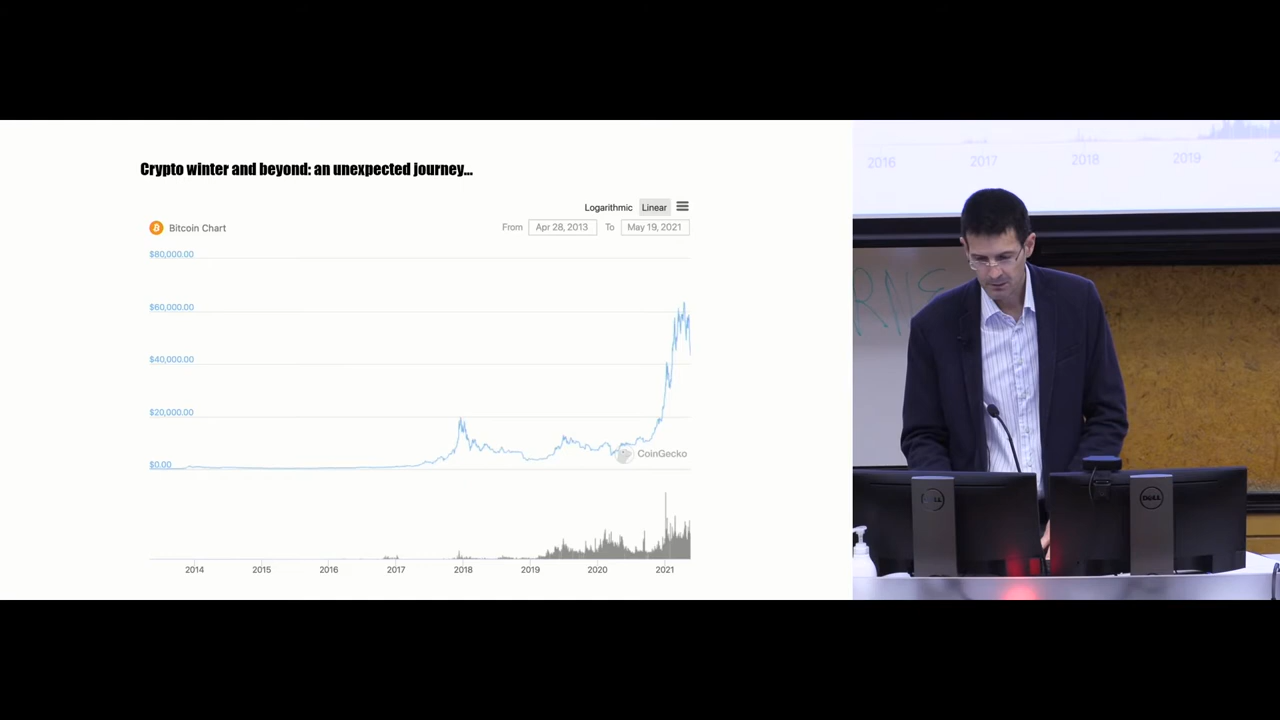 Crypto winter and beyond: an unexpected journey...
Logarithmic Linear
Bitcoin Chart
From Apr 28, 2013 To May 19, 2021
$80,000.00
$60,000.00
$40,000.00
$20,000.00
$0.00
CoinGecko
2014 2015 2016 2017 2018 2019 2020 2021
2016 2017 2018 2019
DELL DELL